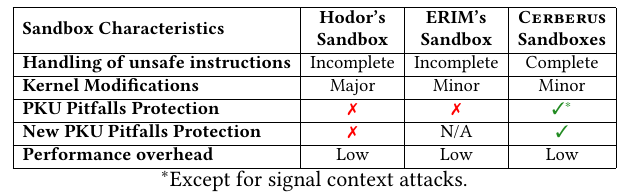 Sandbox Characteristics | Hodor's Sandbox | ERIM's Sandbox | CERBERUS Sandboxes
Handling of unsafe instructions | Incomplete | Incomplete | Complete
Kernel Modifications | Major | Minor | Minor
PKU Pitfalls Protection | ✗ | ✗ | ✓*
New PKU Pitfalls Protection | ✗ | N/A | ✓
Performance overhead | Low | Low | Low
*Except for signal context attacks.